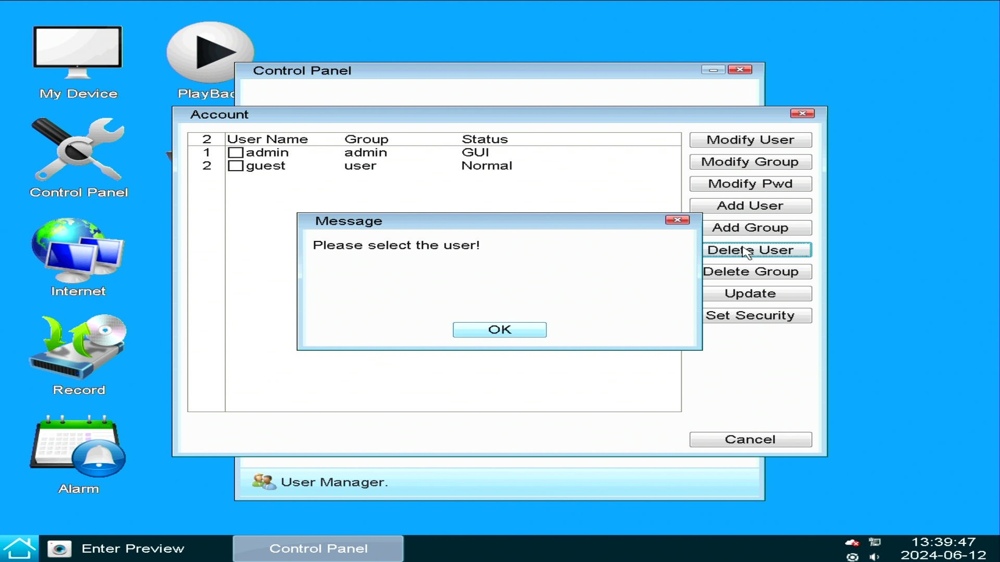 My Device
PlayBac
Control Panel
Internet
Record
Alarm
Control Panel
Account
2 User Name Group Status
1 admin admin GUI
2 guest user Normal
Modify User
Modify Group
Modify Pwd
Add User
Add Group
Delete User
Delete Group
Update
Set Security
Cancel
Message
Please select the user!
OK
User Manager.
Enter Preview
Control Panel
13:39:47
2024-06-12